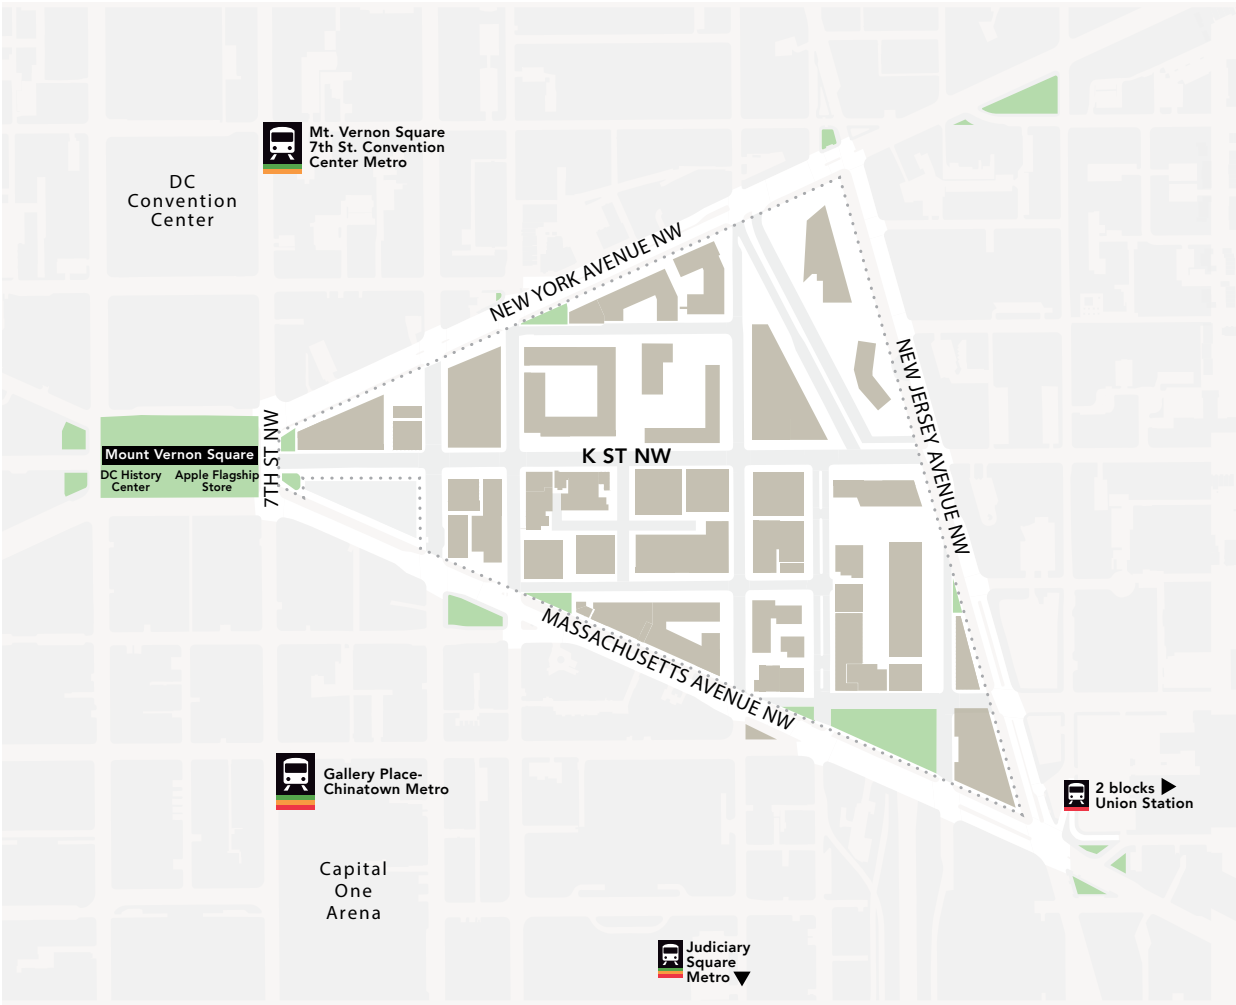 Mt. Vernon Square
7th St. Convention
Center Metro
DC
Convention
Center
NEW YORK AVENUE NW
NEW JERSEY AVENUE NW
7TH ST NW
Mount Vernon Square
DC History
Center
Apple Flagship
Store
K ST NW
MASSACHUSETTS AVENUE NW
Gallery Place-
Chinatown Metro
2 blocks
Union Station
Capital
One
Arena
Judiciary
Square
Metro